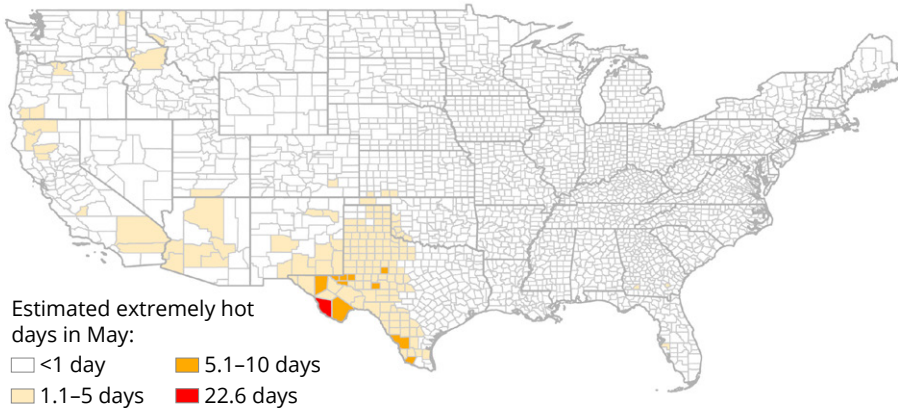 Estimated extremely hot
days in May:
<1 day
5.1–10 days
1.1–5 days
22.6 days